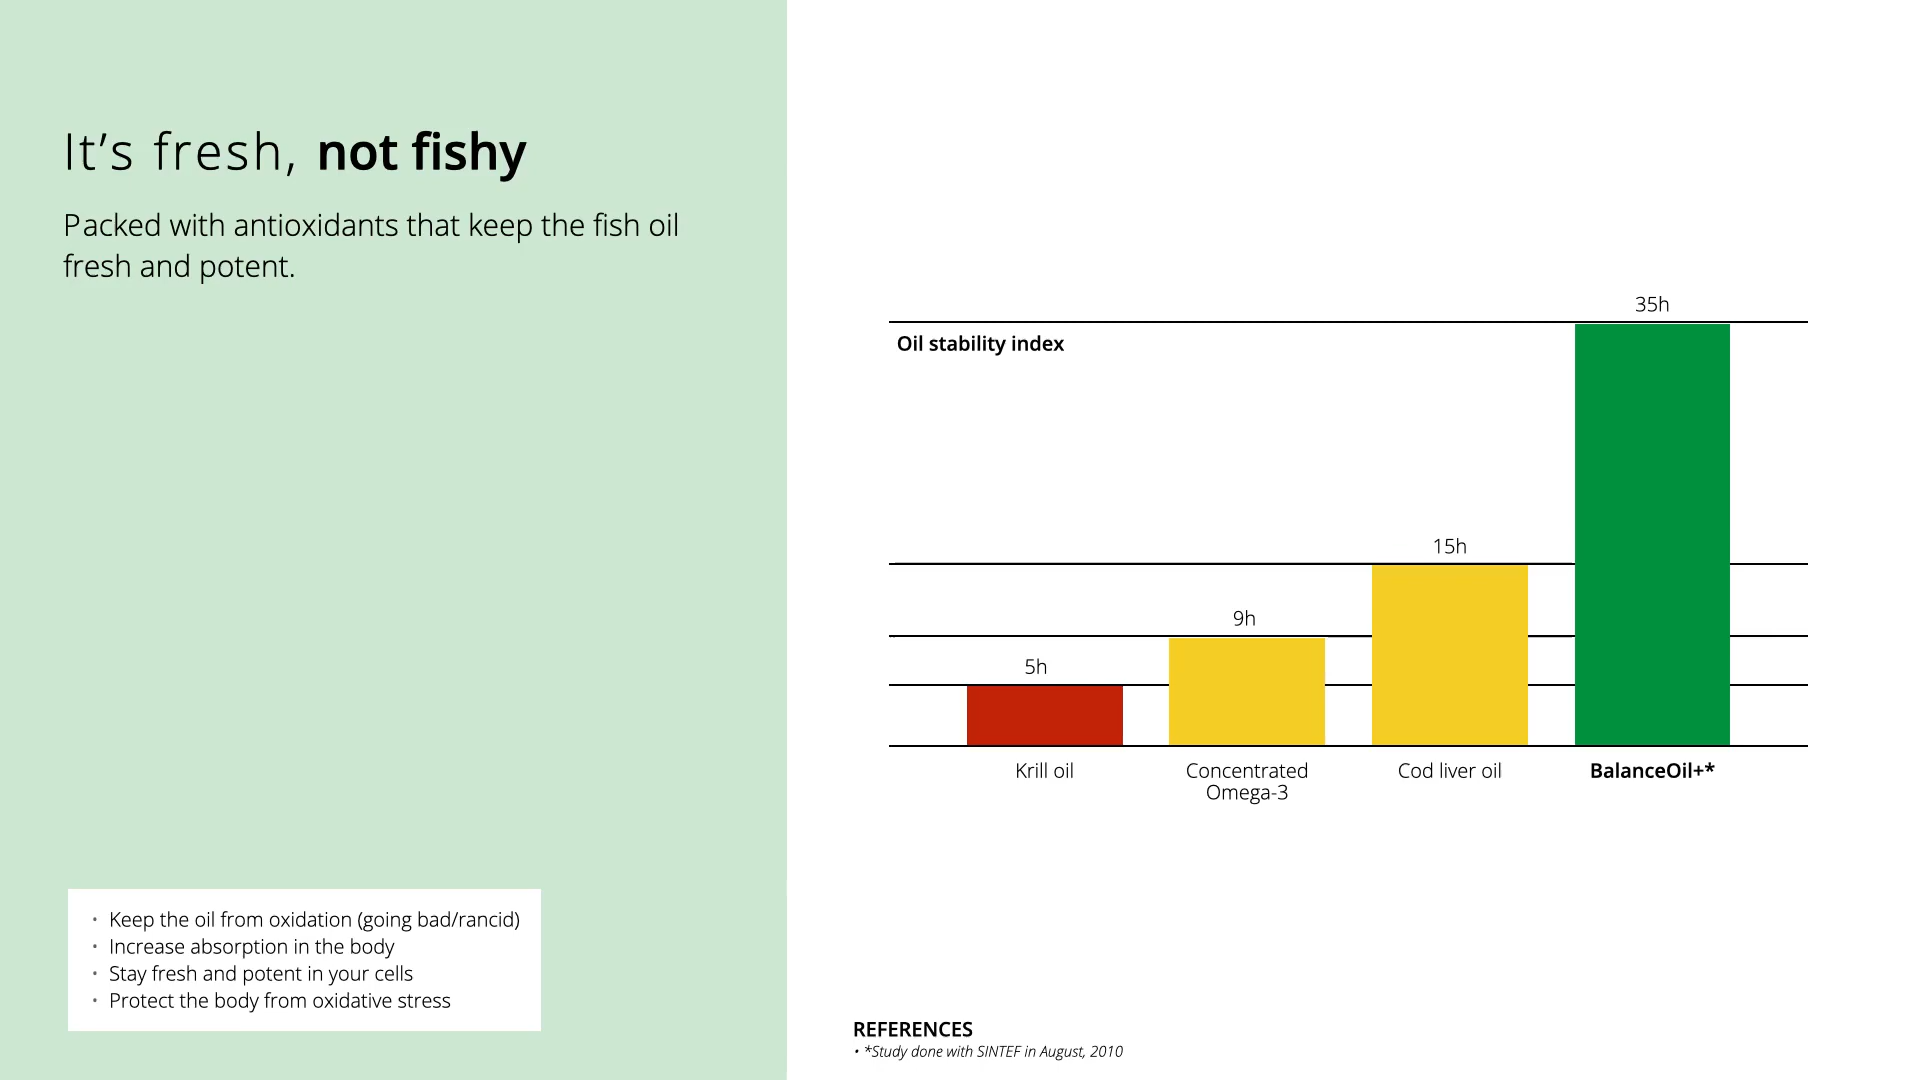 It’s fresh, not fishy
Packed with antioxidants that keep the fish oil
fresh and potent.
• Keep the oil from oxidation (going bad/rancid)
• Increase absorption in the body
• Stay fresh and potent in your cells
• Protect the body from oxidative stress
Oil stability index
35h
15h
9h
5h
Krill oil
Concentrated
Omega-3
Cod liver oil
BalanceOil+*
REFERENCES
• *Study done with SINTEF in August, 2010